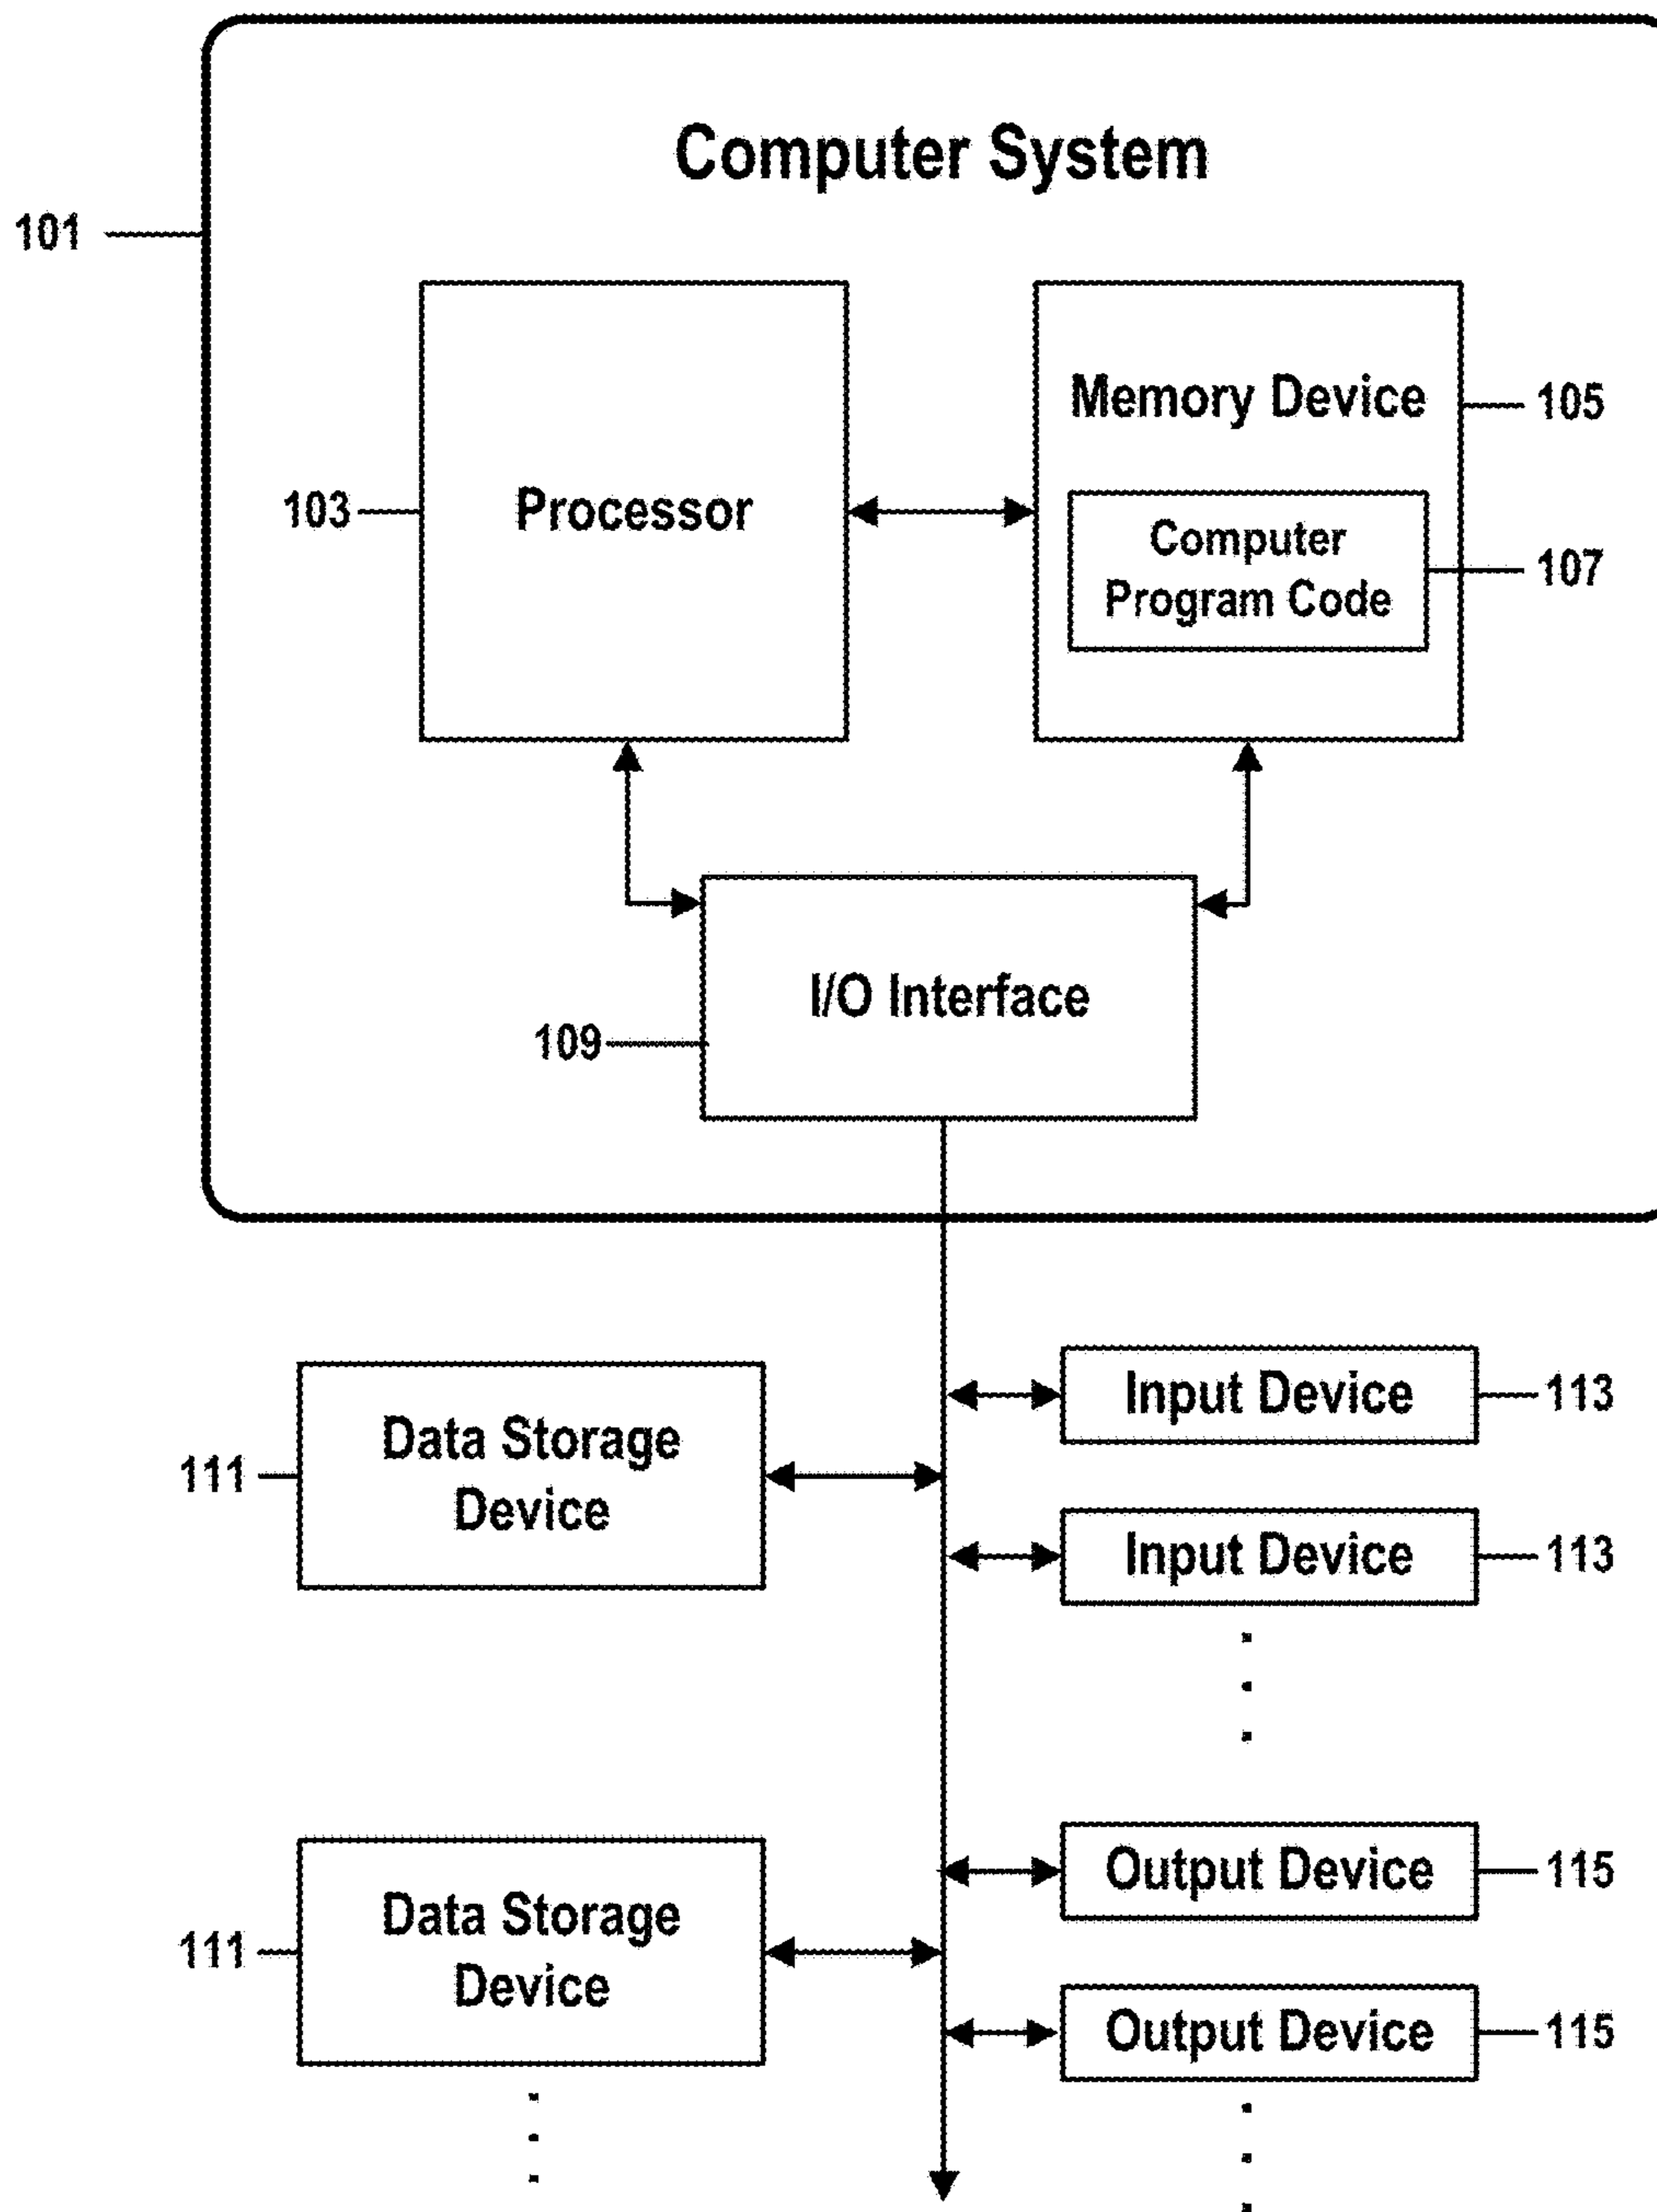 Computer System
101
Processor
103
Memory Device
105
Computer
Program Code
107
I/O Interface
109
Data Storage
Device
111
Input Device
113
Input Device
113
Data Storage
Device
111
Output Device
115
Output Device
115